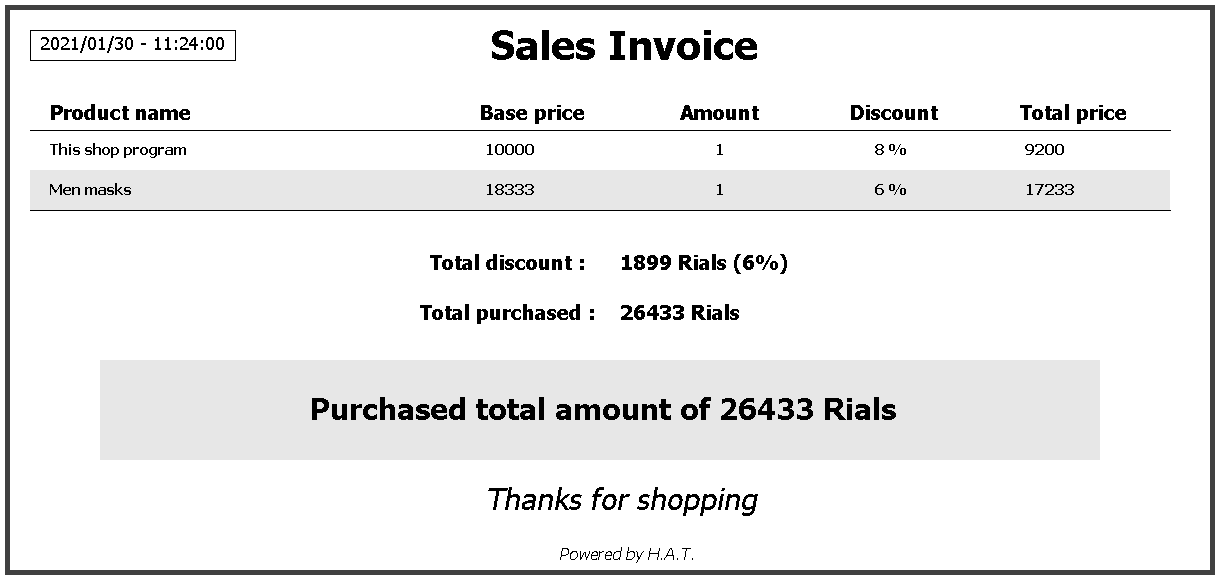 2021/01/30 - 11:24:00
Sales Invoice
Product name Base price Amount Discount Total price
This shop program 10000 1 8 % 9200
Men masks 18333 1 6 % 17233
Total discount : 1899 Rials (6%)
Total purchased : 26433 Rials
Purchased total amount of 26433 Rials
Thanks for shopping
Powered by H.A.T.